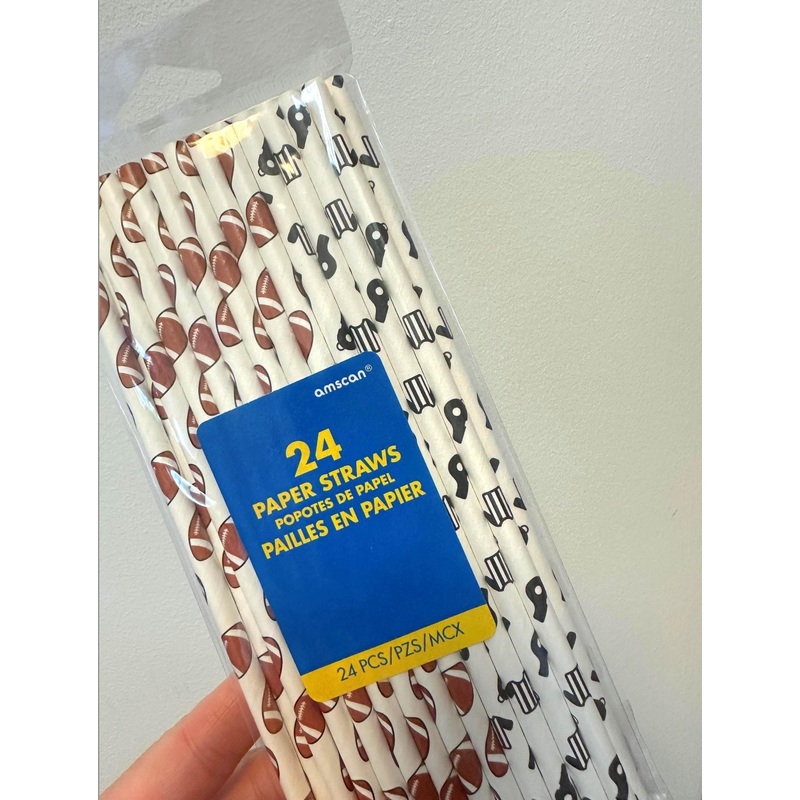 amscan®
24
PAPER STRAWS
POPOTES DE PAPEL
PAILLES EN PAPIER
24 PCS/PZS/MCX